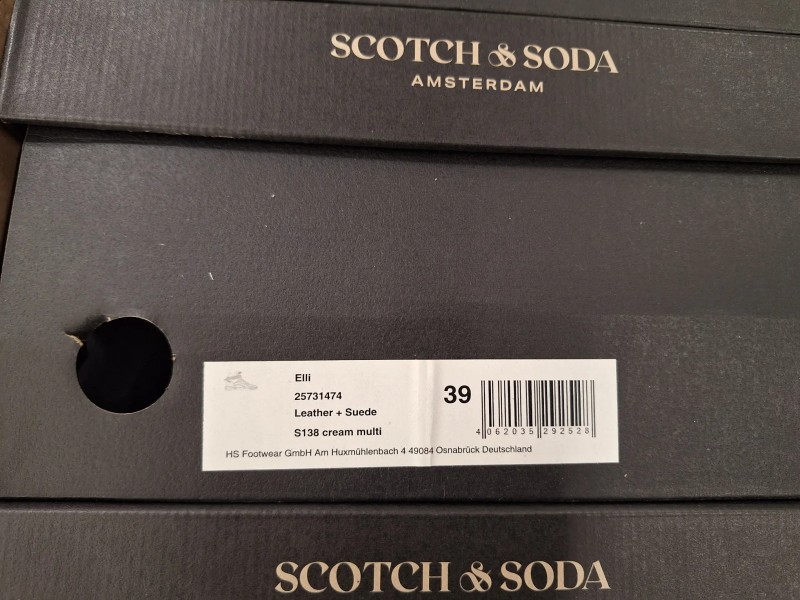 SCOTCH & SODA
AMSTERDAM
Elli
25731474
Leather + Suede
S138 cream multi
39
4 062035 292528
HS Footwear GmbH Am Huxmühlenbach 4 49084 Osnabrück Deutschland
SCOTCH & SODA